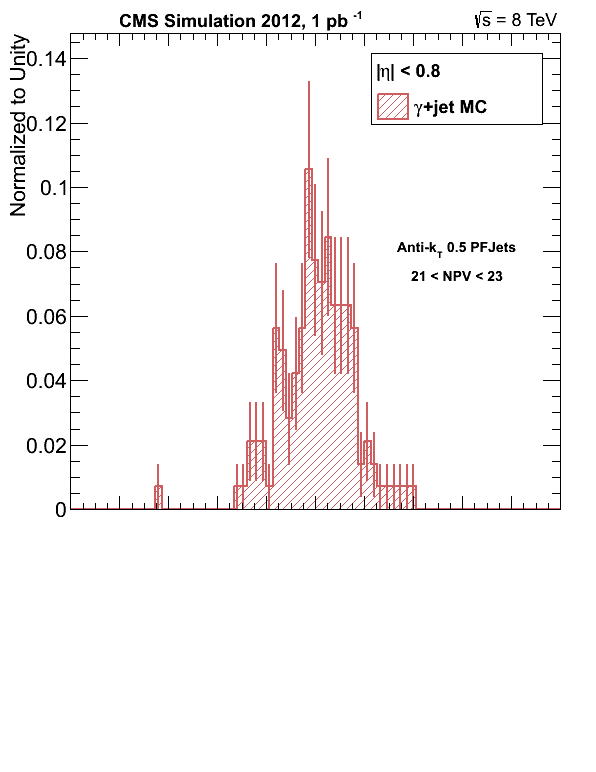 CMS Simulation 2012, 1 pb -1
√s = 8 TeV
Normalized to Unity
0.14
0.12
0.1
0.08
0.06
0.04
0.02
0
|η| < 0.8
γ+jet MC
Anti-kT 0.5 PFJets
21 < NPV < 23